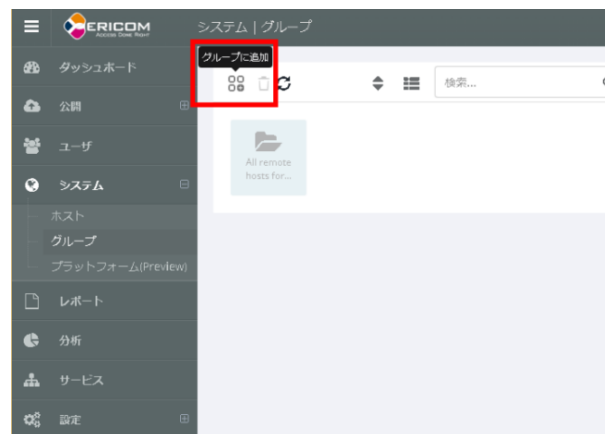 ERICOM
Access Done Right
システム | グループ
ダッシュボード
グループに追加
公開
検索...
ユーザ
All remote
hosts for...
システム
ホスト
グループ
プラットフォーム(Preview)
レポート
分析
サービス
設定